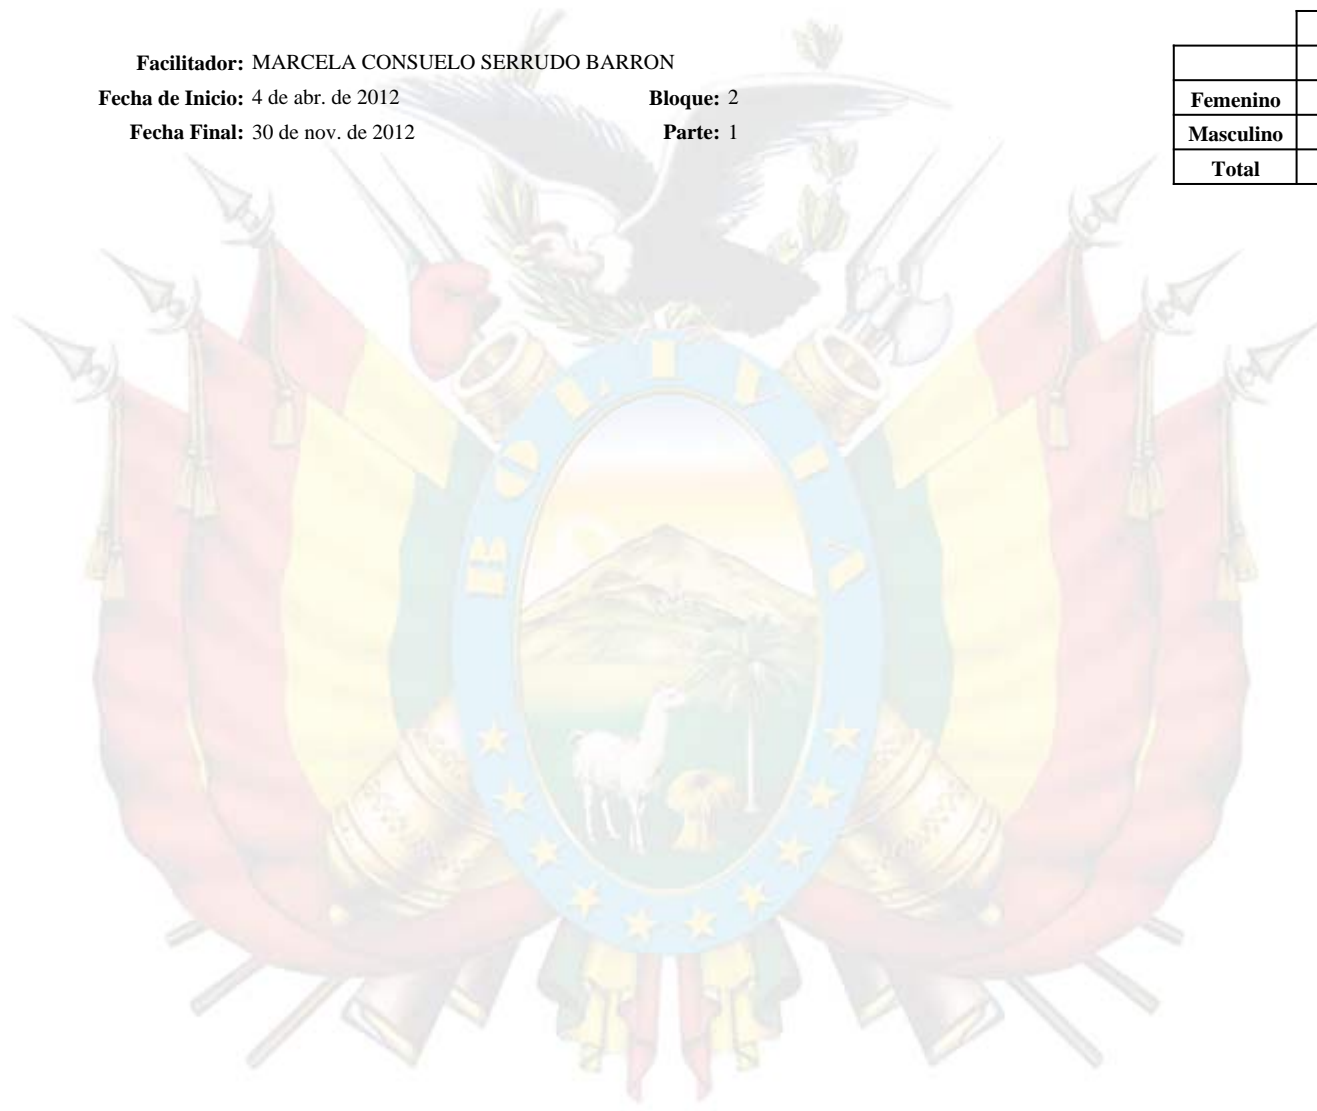 Facilitador: MARCELA CONSUELO SERRUDO BARRON
Fecha de Inicio: 4 de abr. de 2012 Bloque: 2
Fecha Final: 30 de nov. de 2012 Parte: 1
Femenino
Masculino
Total
BOLIVIA